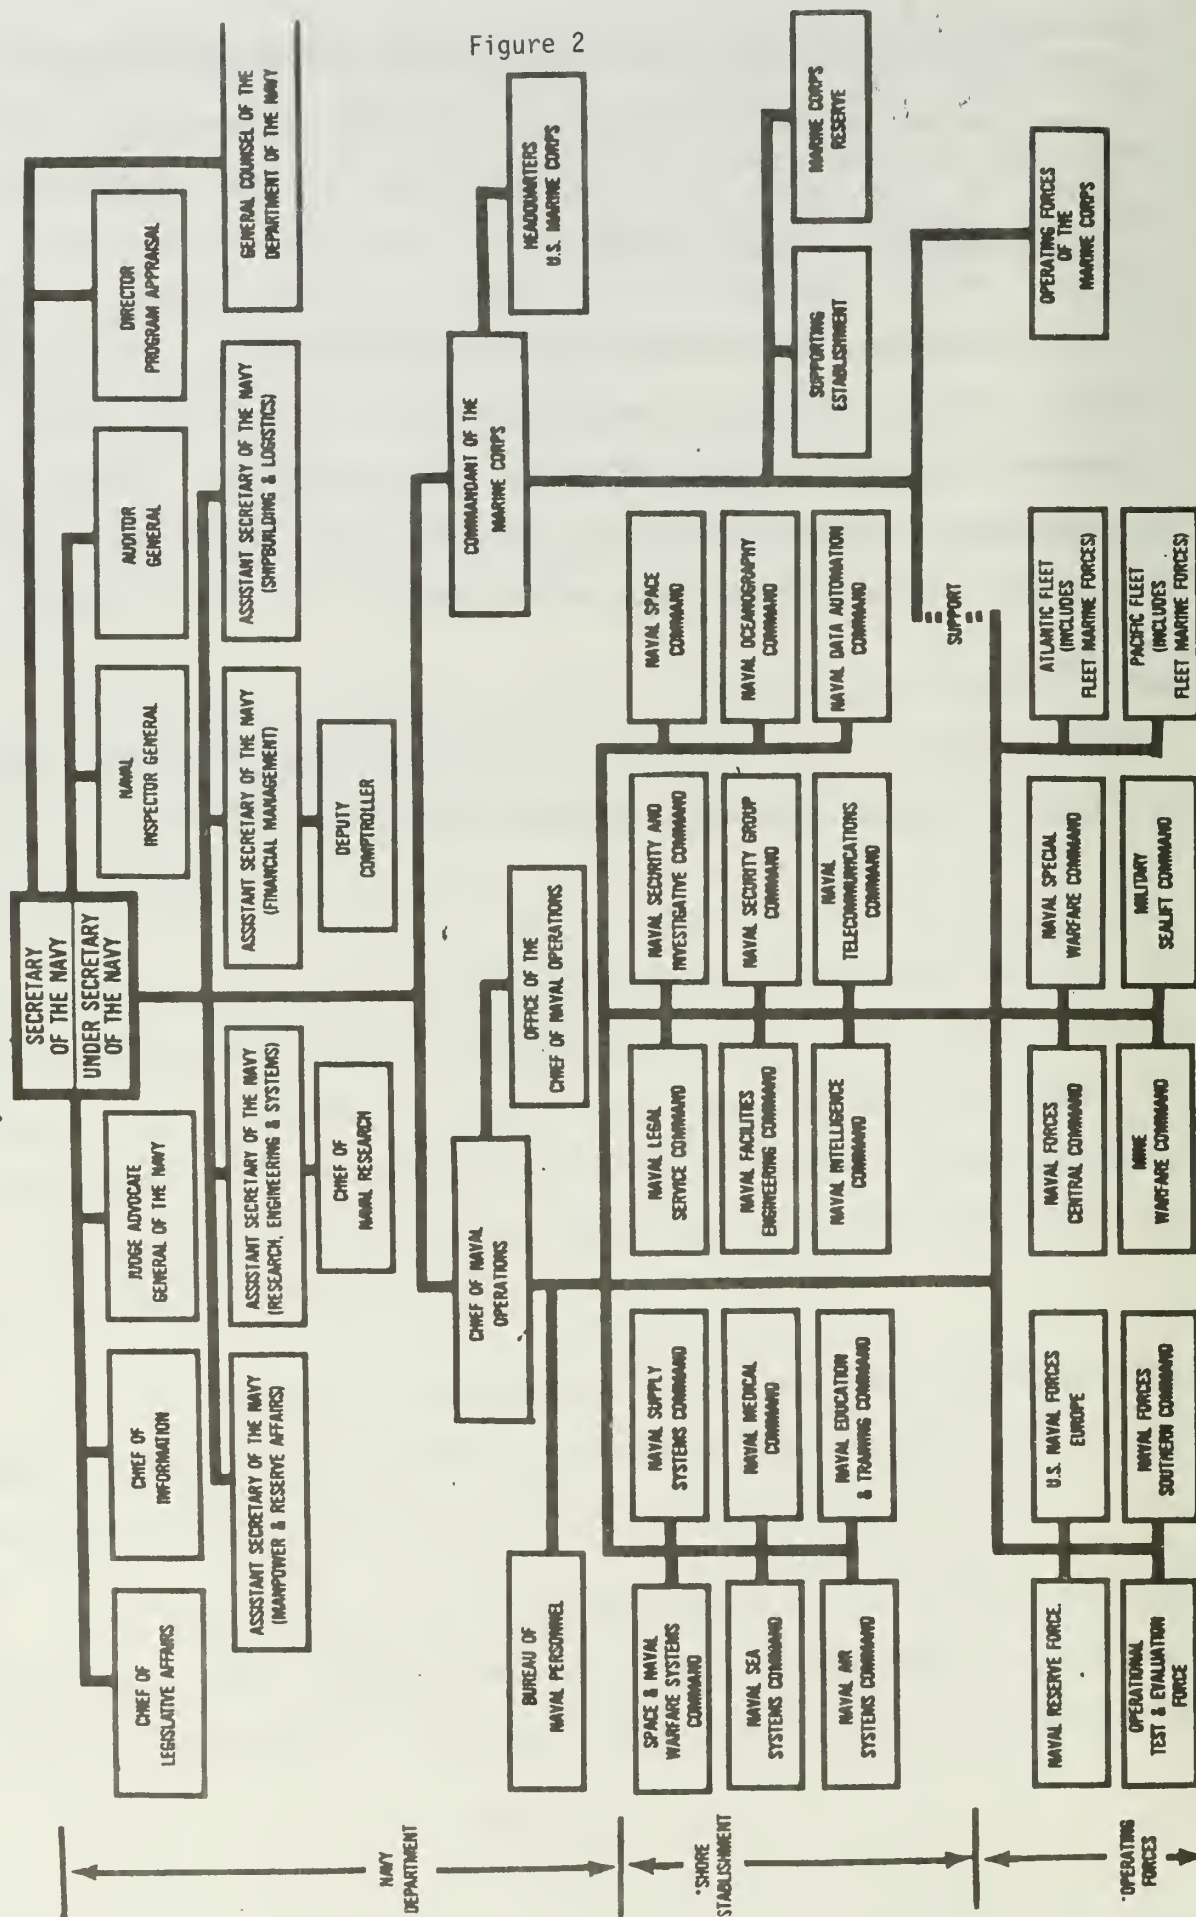 Figure 2
SECRETARY
OF THE NAVY
UNDER SECRETARY
OF THE NAVY
CHIEF OF
LEGISLATIVE AFFAIRS
CHIEF OF
INFORMATION
JUDGE ADVOCATE
GENERAL OF THE NAVY
NAVAL
INSPECTOR GENERAL
AUDITOR
GENERAL
DIRECTOR
PROGRAM APPRAISAL
GENERAL COUNSEL OF THE
DEPARTMENT OF THE NAVY
ASSISTANT SECRETARY OF THE NAVY
(MANPOWER & RESERVE AFFAIRS)
ASSISTANT SECRETARY OF THE NAVY
(RESEARCH, ENGINEERING & SYSTEMS)
ASSISTANT SECRETARY OF THE NAVY
(FINANCIAL MANAGEMENT)
ASSISTANT SECRETARY OF THE NAVY
(SHIPBUILDING & LOGISTICS)
CHIEF OF
NAVAL RESEARCH
DEPUTY
COMPTROLLER
NAVY
DEPARTMENT
CHIEF OF NAVAL
OPERATIONS
COMMANDANT OF THE
MARINE CORPS
BUREAU OF
NAVAL PERSONNEL
OFFICE OF THE
CHIEF OF NAVAL OPERATIONS
HEADQUARTERS
U.S. MARINE CORPS
*SHORE
STABLISHMENT
SPACE & NAVAL
WARFARE SYSTEMS
COMMAND
NAVAL SUPPLY
SYSTEMS COMMAND
NAVAL LEGAL
SERVICE COMMAND
NAVAL SECURITY AND
INVESTIGATIVE COMMAND
NAVAL SPACE
COMMAND
NAVAL SEA
SYSTEMS COMMAND
NAVAL MEDICAL
COMMAND
NAVAL FACILITIES
ENGINEERING COMMAND
NAVAL SECURITY GROUP
COMMAND
NAVAL OCEANOGRAPHY
COMMAND
NAVAL AIR
SYSTEMS COMMAND
NAVAL EDUCATION
& TRAINING COMMAND
NAVAL INTELLIGENCE
COMMAND
NAVAL
TELECOMMUNICATIONS
COMMAND
NAVAL DATA AUTOMATION
COMMAND
SUPPORTING
ESTABLISHMENT
MARINE CORPS
RESERVE
SUPPORT
*OPERATING
FORCES
NAVAL RESERVE FORCE.
U.S. NAVAL FORCES
EUROPE
NAVAL FORCES
CENTRAL COMMAND
NAVAL SPECIAL
WARFARE COMMAND
ATLANTIC FLEET
(INCLUDES
FLEET MARINE FORCES)
OPERATING FORCES
OF THE
MARINE CORPS
OPERATIONAL
TEST & EVALUATION
FORCE
NAVAL FORCES
SOUTHERN COMMAND
MINE
WARFARE COMMAND
MILITARY
SEALIFT COMMAND
PACIFIC FLEET
(INCLUDES
FLEET MARINE FORCES)